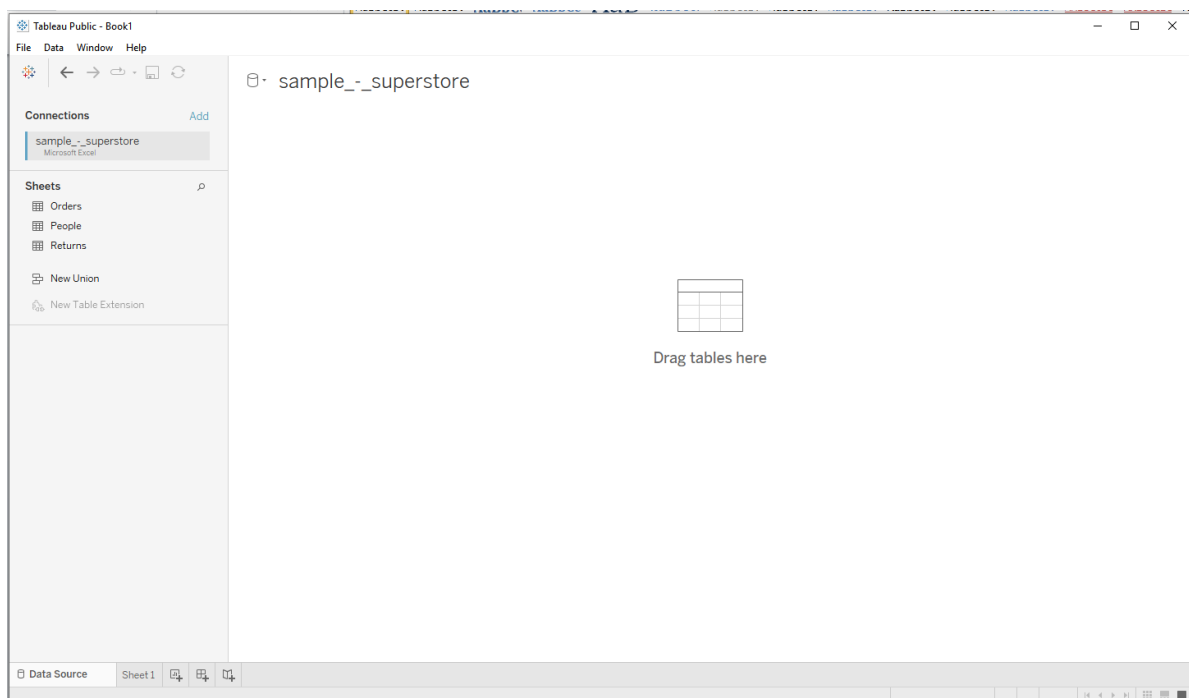 Tableau Public - Book1
File Data Window Help
sample_-_superstore
Connections Add
sample_-_superstore
Microsoft Excel
Sheets
Orders
People
Returns
New Union
New Table Extension
Drag tables here
Data Source Sheet 1